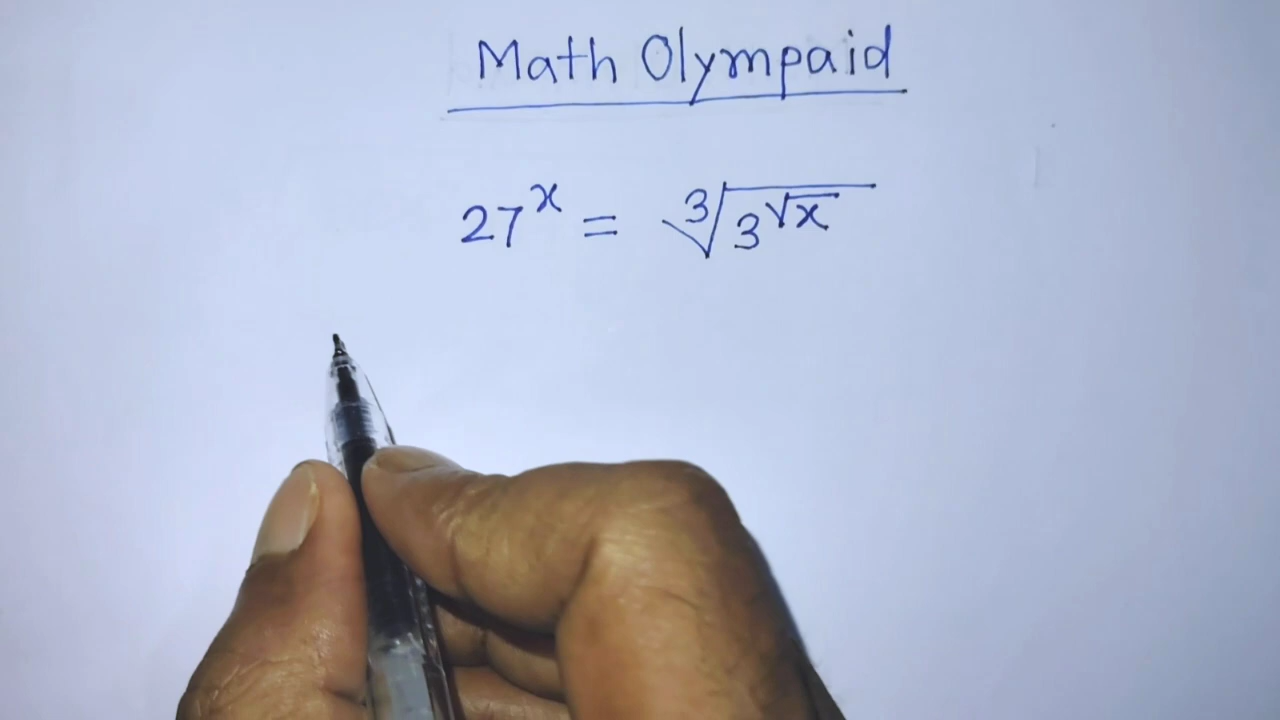 Math Olympaid
27^x = ∛(3^√x)